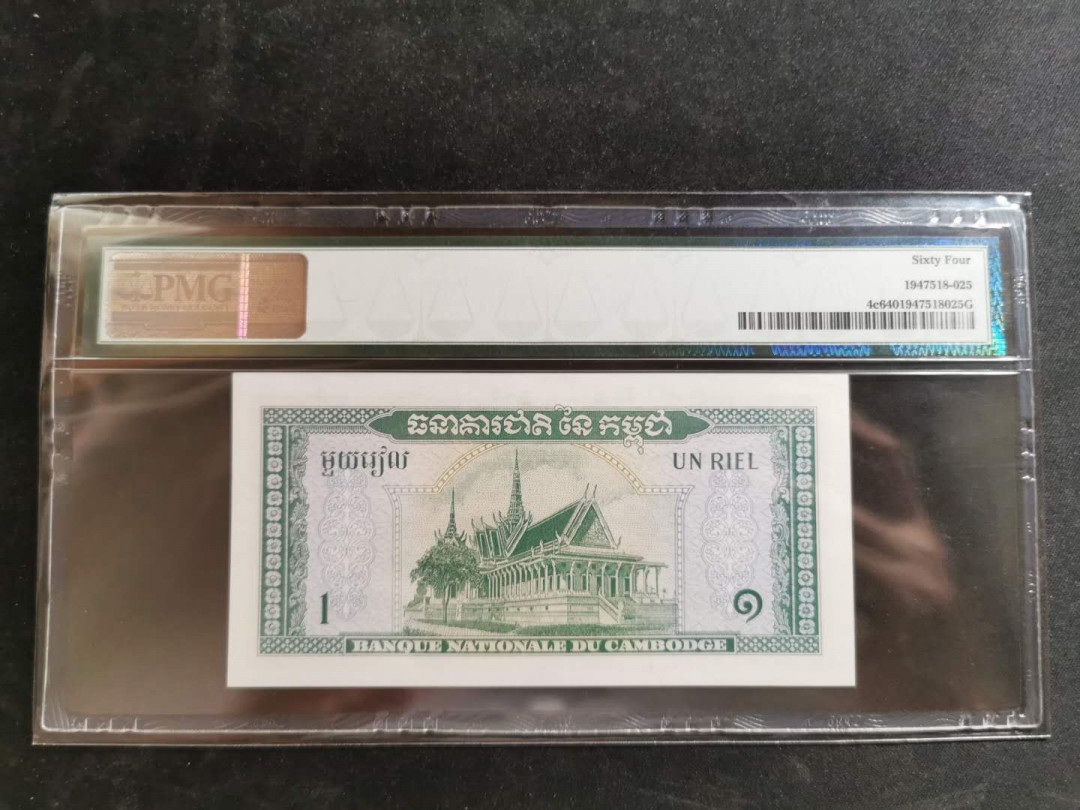 PMG
Sixty Four
1947518-025
4c6401947518025G
ធនាគារជាតិ នៃ កម្ពុជា
មួយរៀល
UN RIEL
1
១
BANQUE NATIONALE DU CAMBODGE